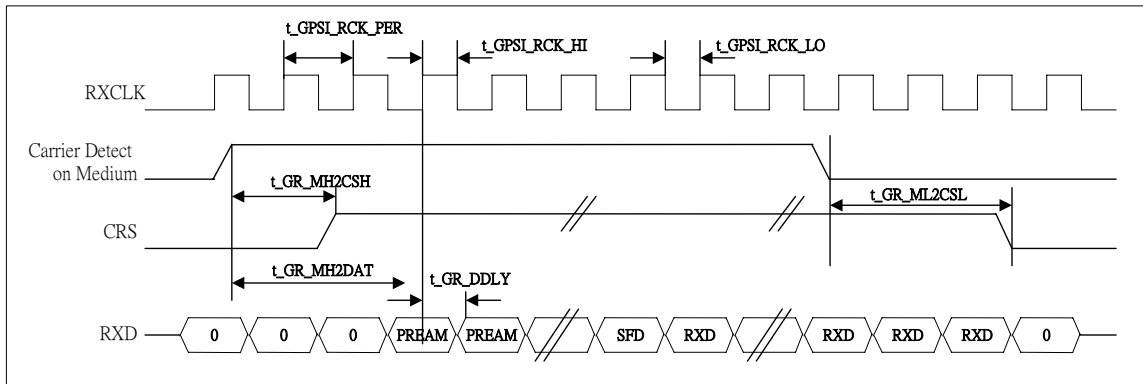 t_GPSI_RCK_PER
t_GPSI_RCK_HI
t_GPSI_RCK_LO
RXCLK
Carrier Detect
on Medium
t_GR_MH2CSH
t_GR_ML2CSL
CRS
t_GR_MH2DAT
t_GR_DDLY
RXD 0 0 0 PREAM PREAM SFD RXD RXD RXD RXD 0